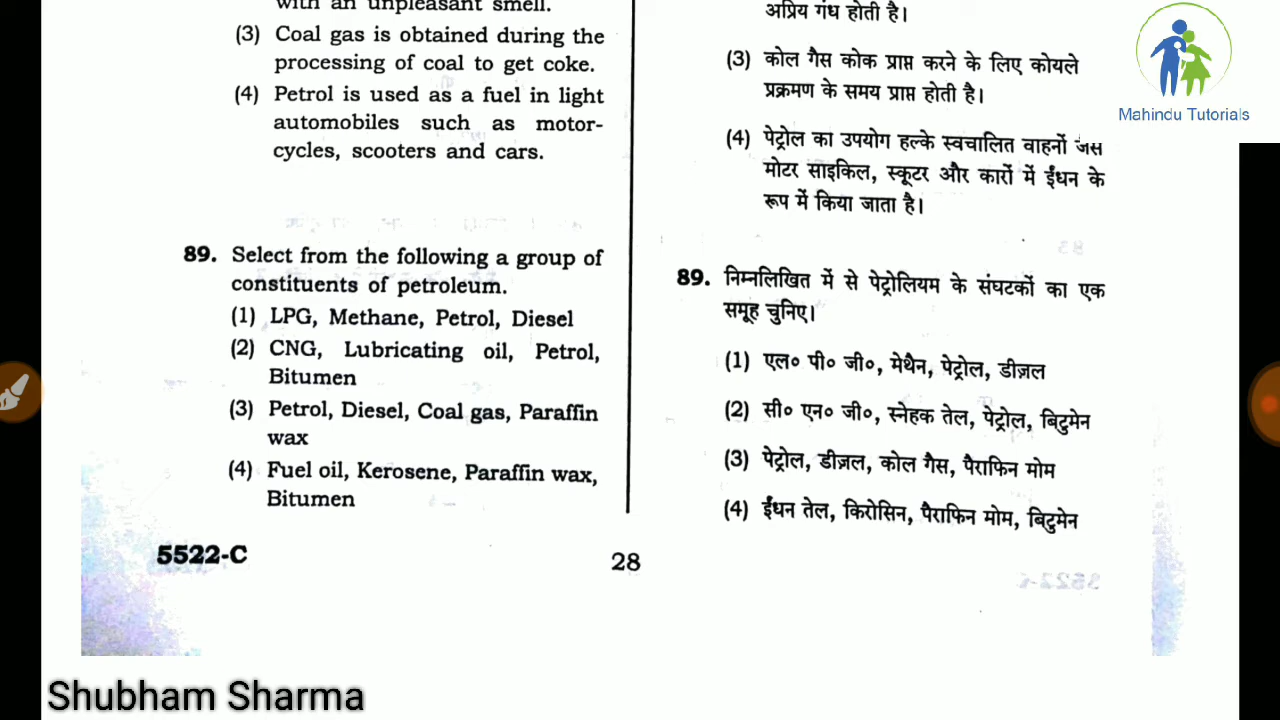 with an unpleasant smell.
(3) Coal gas is obtained during the
processing of coal to get coke.
(4) Petrol is used as a fuel in light
automobiles such as motor-
cycles, scooters and cars.
89. Select from the following a group of
constituents of petroleum.
(1) LPG, Methane, Petrol, Diesel
(2) CNG, Lubricating oil, Petrol,
Bitumen
(3) Petrol, Diesel, Coal gas, Paraffin
wax
(4) Fuel oil, Kerosene, Paraffin wax,
Bitumen
5522-C
28
अप्रिय गंध होती है।
(3) कोल गैस कोक प्राप्त करने के लिए कोयले
प्रक्रमण के समय प्राप्त होती है।
(4) पेट्रोल का उपयोग हल्के स्वचालित वाहनों जैसे
मोटर साइकिल, स्कूटर और कारों में ईंधन के
रूप में किया जाता है।
89. निम्नलिखित में से पेट्रोलियम के संघटकों का एक
समूह चुनिए।
(1) एल० पी० जी०, मेथैन, पेट्रोल, डीज़ल
(2) सी० एन० जी०, स्नेहक तेल, पेट्रोल, बिटुमेन
(3) पेट्रोल, डीज़ल, कोल गैस, पैराफिन मोम
(4) ईंधन तेल, किरोसिन, पैराफिन मोम, बिटुमेन
Mahindu Tutorials
Shubham Sharma